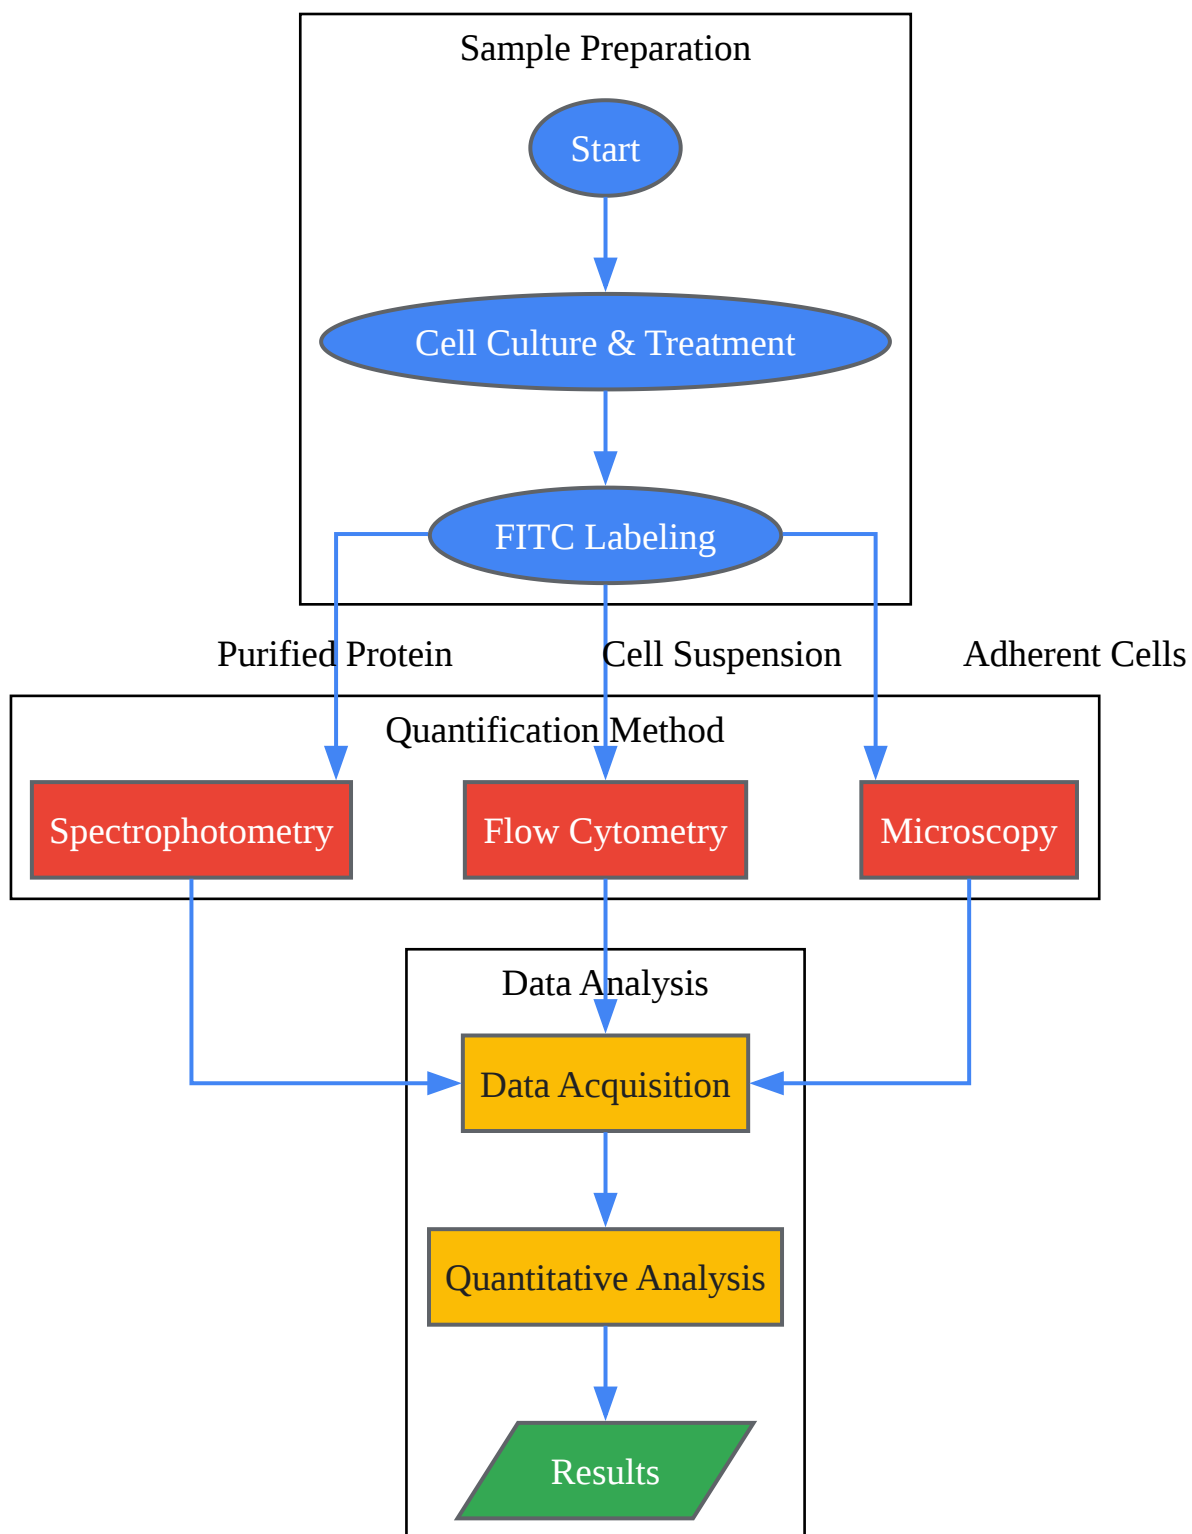 Sample Preparation
Start
Cell Culture & Treatment
FITC Labeling
Purified Protein
Cell Suspension
Adherent Cells
Quantification Method
Spectrophotometry
Flow Cytometry
Microscopy
Data Analysis
Data Acquisition
Quantitative Analysis
Results